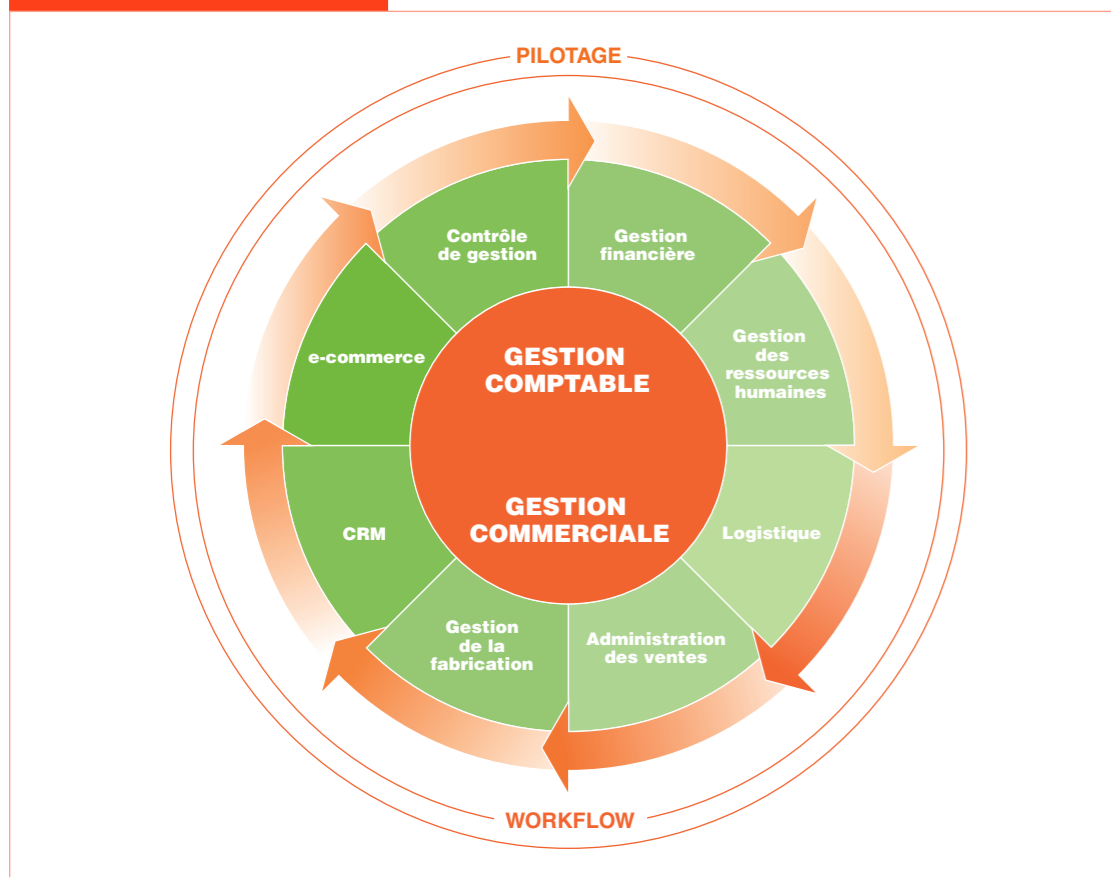 PILOTAGE
Contrôle
de gestion
Gestion
financière
e-commerce
GESTION
COMPTABLE
Gestion
des
ressources
humaines
CRM
GESTION
COMMERCIALE
Logistique
Gestion
de la
fabrication
Administration
des ventes
WORKFLOW